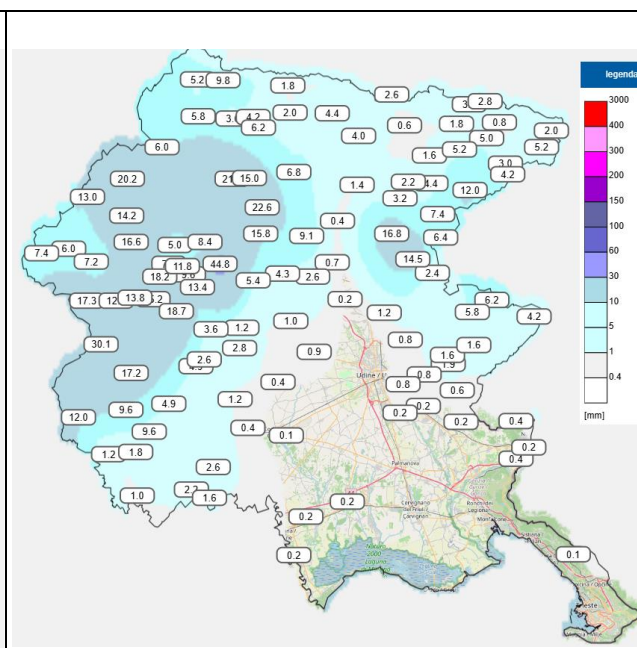 legenda
3000
400
300
200
150
100
60
30
10
5
1
0.4
[mm]
5.2 9.8
1.8
2.6
2.8
5.8 4.2 2.0 4.4
6.2
0.6 1.8 0.8
4.0
5.0 2.0
6.0
1.6 5.2 5.2
3.0
4.2
20.2 15.0 6.8
1.4 2.2 4.4 12.0
13.0
3.2
14.2 22.6
0.4 7.4
16.6 5.0 8.4 15.8 9.1 16.8 6.4
7.4 6.0
7.2 11.8 44.8 0.7 14.5
18.2 13.4 5.4 4.3 2.6 2.4
17.3 13.8 0.2 6.2
18.7 1.2 5.8 4.2
3.6 1.2 1.0
30.1 2.8 0.9 0.8 1.6
2.6 1.6
17.2 0.4 0.8 0.8
Udine
0.6
9.6 4.9 1.2
0.2 0.2
12.0 9.6 0.4 0.1 0.2 0.4
1.2 1.8 0.2
0.4
2.6 Palmanova
1.0 1.6 0.2
0.2 Cervignano
del Friuli
Ronchi dei
0.2
0.1